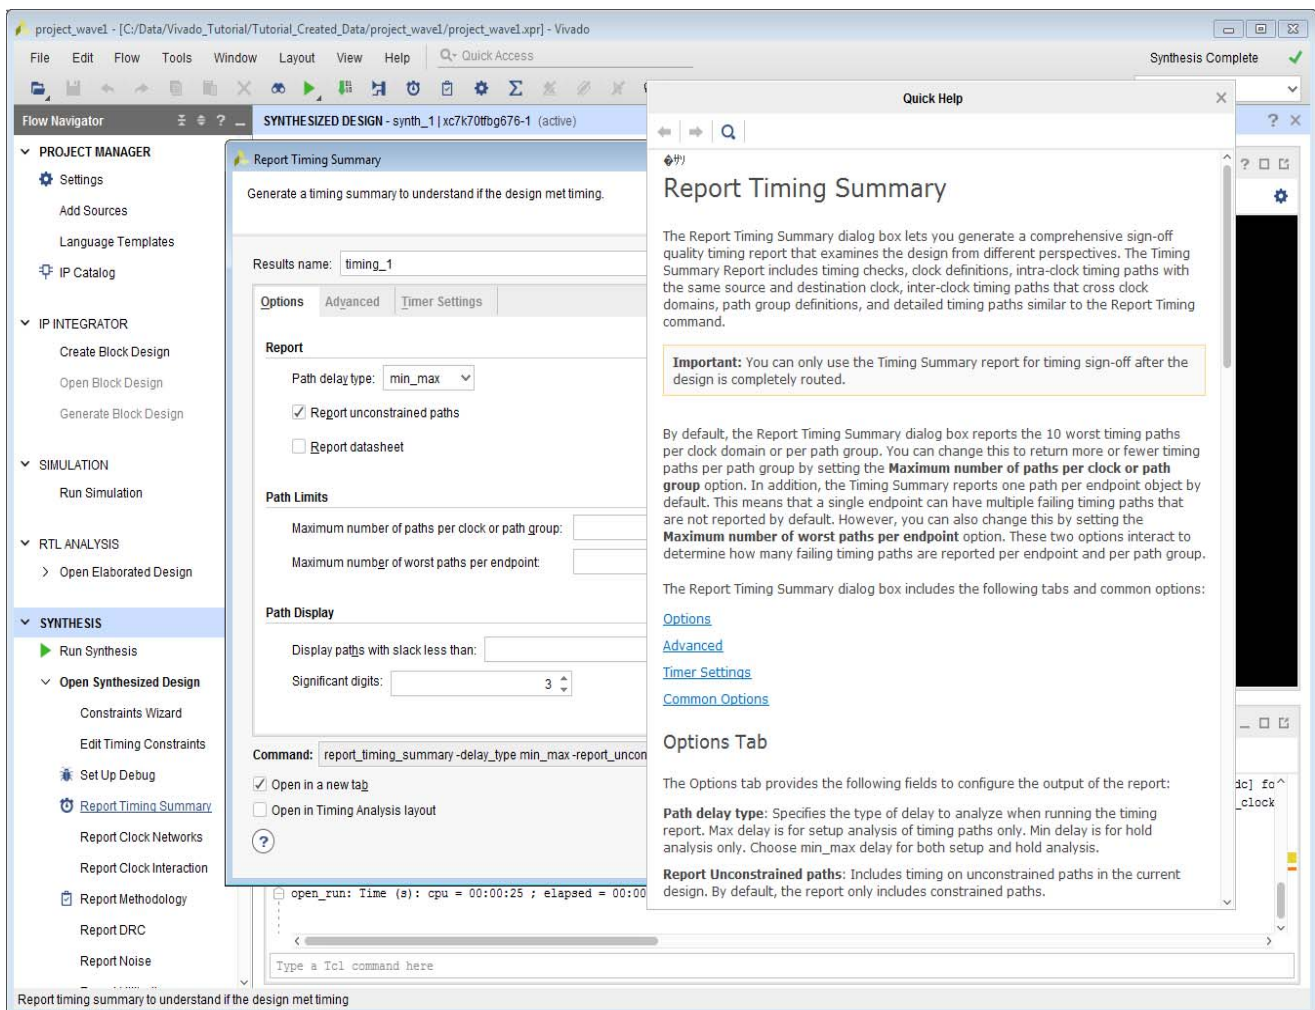 project_wave1 - [C:/Data/Vivado_Tutorial/Tutorial_Created_Data/project_wave1/project_wave1.xpr] - Vivado
File Edit Flow Tools Window Layout View Help Quick Access
Synthesis Complete
Flow Navigator
SYNTHESIZED DESIGN - synth_1 | xc7k70tfbg676-1 (active)
PROJECT MANAGER
Settings
Add Sources
Language Templates
IP Catalog
IP INTEGRATOR
Create Block Design
Open Block Design
Generate Block Design
SIMULATION
Run Simulation
RTL ANALYSIS
Open Elaborated Design
SYNTHESIS
Run Synthesis
Open Synthesized Design
Constraints Wizard
Edit Timing Constraints
Set Up Debug
Report Timing Summary
Report Clock Networks
Report Clock Interaction
Report Methodology
Report DRC
Report Noise
Report Timing Summary
Generate a timing summary to understand if the design met timing.
Results name: timing_1
Options Advanced Timer Settings
Report
Path delay type: min_max
Report unconstrained paths
Report datasheet
Path Limits
Maximum number of paths per clock or path group:
Maximum number of worst paths per endpoint:
Path Display
Display paths with slack less than:
Significant digits: 3
Command: report_timing_summary -delay_type min_max -report_uncon
Open in a new tab
Open in Timing Analysis layout
?
Quick Help
Report Timing Summary
The Report Timing Summary dialog box lets you generate a comprehensive sign-off
quality timing report that examines the design from different perspectives. The Timing
Summary Report includes timing checks, clock definitions, intra-clock timing paths with
the same source and destination clock, inter-clock timing paths that cross clock
domains, path group definitions, and detailed timing paths similar to the Report Timing
command.
Important: You can only use the Timing Summary report for timing sign-off after the
design is completely routed.
By default, the Report Timing Summary dialog box reports the 10 worst timing paths
per clock domain or per path group. You can change this to return more or fewer timing
paths per path group by setting the Maximum number of paths per clock or path
group option. In addition, the Timing Summary reports one path per endpoint object by
default. This means that a single endpoint can have multiple failing timing paths that
are not reported by default. However, you can also change this by setting the
Maximum number of worst paths per endpoint option. These two options interact to
determine how many failing timing paths are reported per endpoint and per path group.
The Report Timing Summary dialog box includes the following tabs and common options:
Options
Advanced
Timer Settings
Common Options
Options Tab
The Options tab provides the following fields to configure the output of the report:
Path delay type: Specifies the type of delay to analyze when running the timing
report. Max delay is for setup analysis of timing paths only. Min delay is for hold
analysis only. Choose min_max delay for both setup and hold analysis.
Report Unconstrained paths: Includes timing on unconstrained paths in the current
design. By default, the report only includes constrained paths.
dc] fo
_clock
open_run: Time (s): cpu = 00:00:25 ; elapsed = 00:00
Type a Tcl command here
Report timing summary to understand if the design met timing